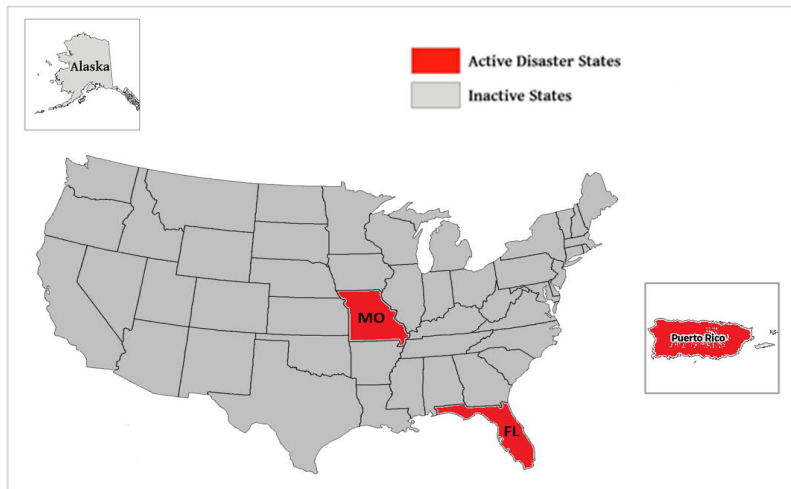 Alaska
Active Disaster States
Inactive States
MO
Puerto Rico
FL